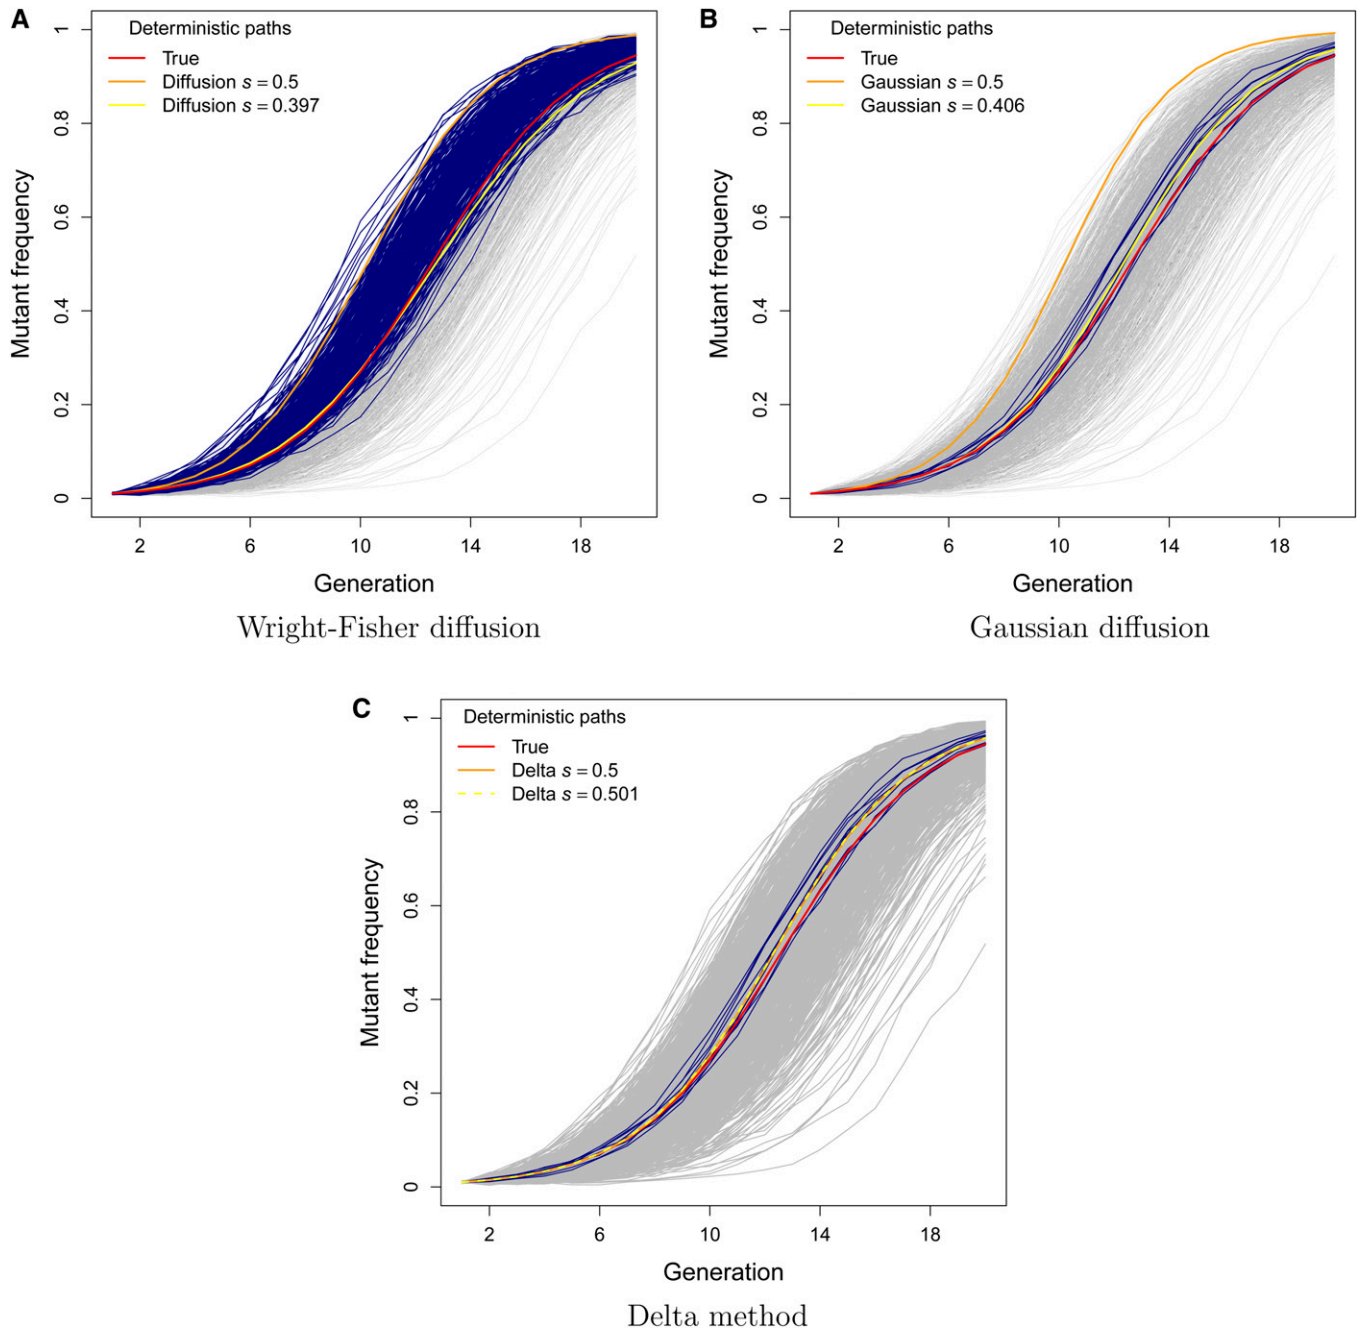 A
Deterministic paths
True
Diffusion s = 0.5
Diffusion s = 0.397
Mutant frequency
1
0.8
0.6
0.4
0.2
0
2 6 10 14 18
Generation
Wright-Fisher diffusion
B
Deterministic paths
True
Gaussian s = 0.5
Gaussian s = 0.406
Mutant frequency
1
0.8
0.6
0.4
0.2
0
2 6 10 14 18
Generation
Gaussian diffusion
C
Deterministic paths
True
Delta s = 0.5
Delta s = 0.501
Mutant frequency
1
0.8
0.6
0.4
0.2
0
2 6 10 14 18
Generation
Delta method